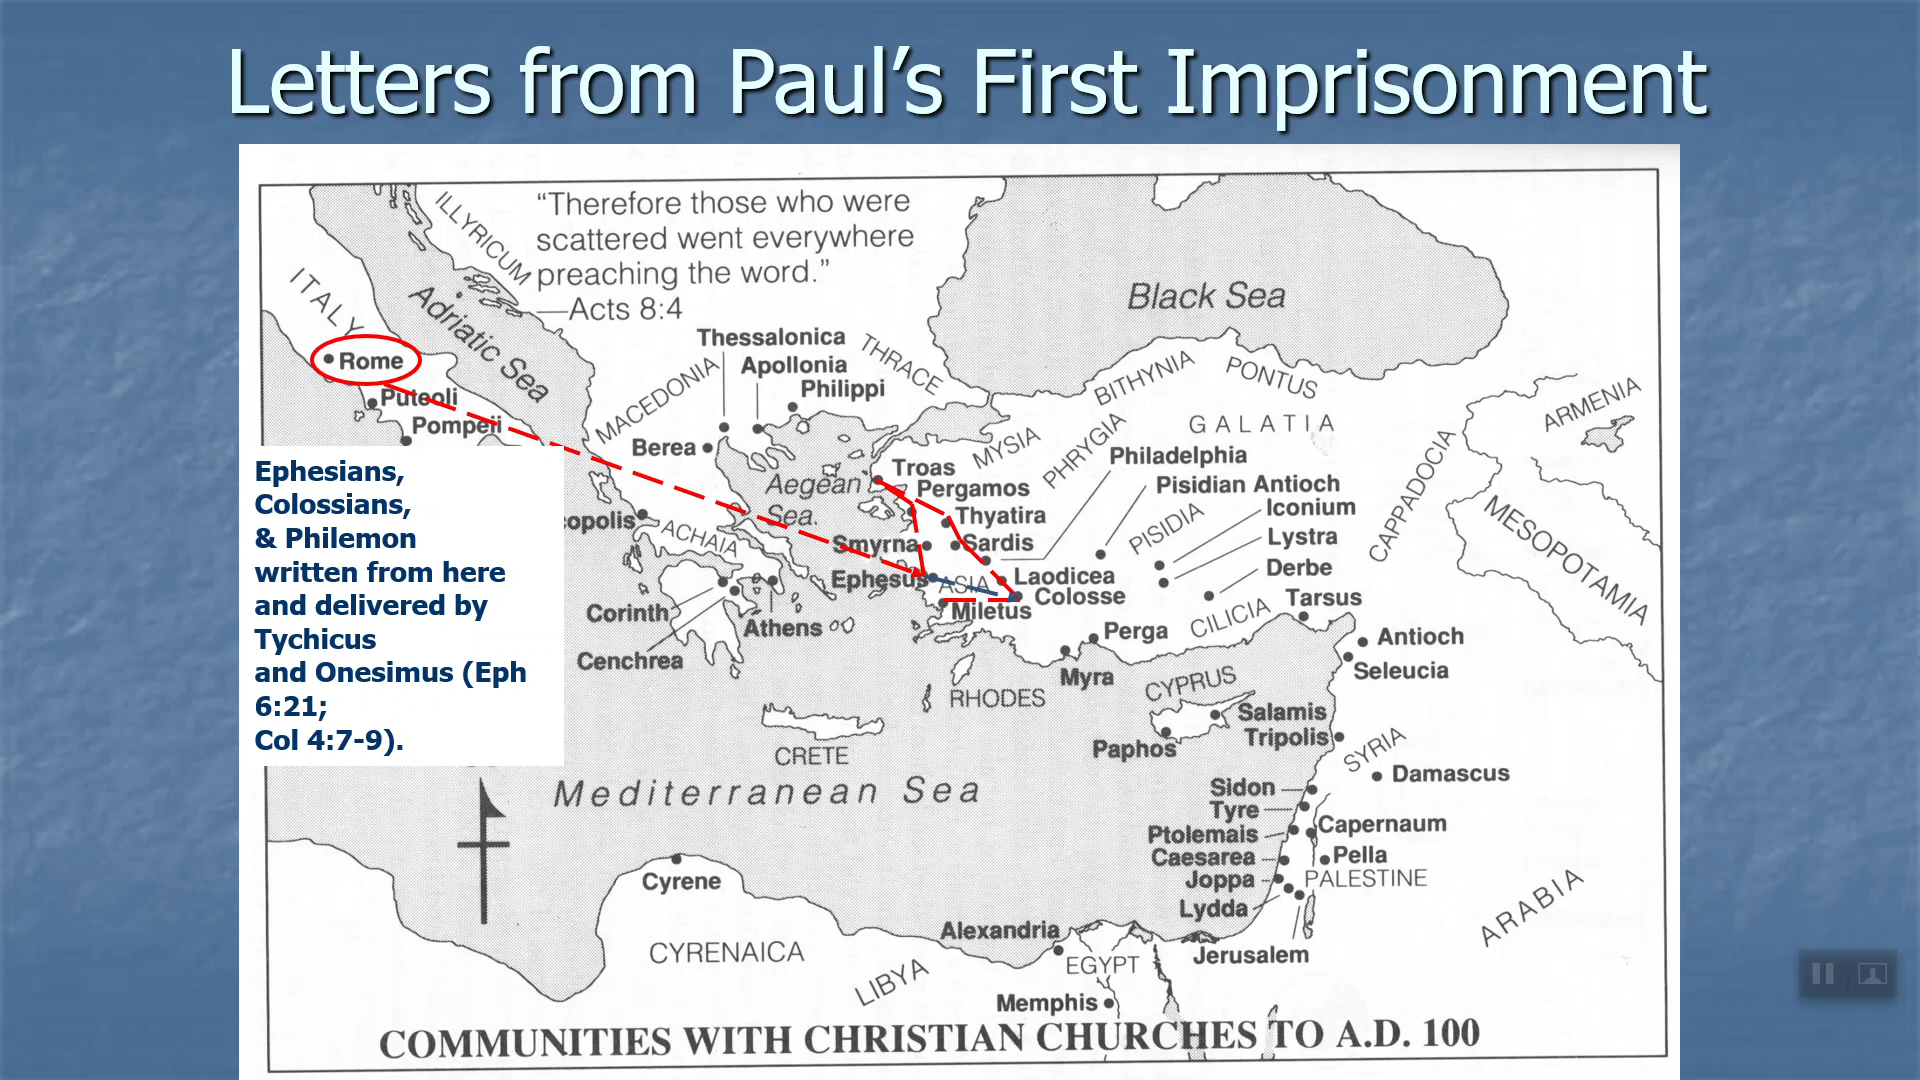 Letters from Paul’s First Imprisonment
“Therefore those who were
scattered went everywhere
preaching the word.”
—Acts 8:4
ILLYRICUM
ITALY
Adriatic Sea
Black Sea
Rome
Puteoli
Pompeii
Thessalonica
Apollonia
Philippi
THRACE
MACEDONIA
Berea
BITHYNIA
PONTUS
ARMENIA
GALATIA
MYSIA
PHRYGIA
CAPPADOCIA
Philadelphia
Pisidian Antioch
Iconium
Lystra
Derbe
PISIDIA
MESOPOTAMIA
Troas
Pergamos
Aegean
Sea.
Thyatira
Smyrna
Sardis
Ephesus
ASIA
Laodicea
Colosse
Miletus
copolis
ACHAIA
Corinth
Athens
Cenchrea
Ephesians,
Colossians,
& Philemon
written from here
and delivered by
Tychicus
and Onesimus (Eph
6:21;
Col 4:7-9).
Perga
CILICIA
Tarsus
Antioch
Seleucia
Myra
RHODES
CYPRUS
Salamis
Paphos
Tripolis
SYRIA
CRETE
Mediterranean Sea
Damascus
Sidon
Tyre
Ptolemais
Capernaum
Caesarea
Pella
Joppa
PALESTINE
Lydda
Jerusalem
ARABIA
Cyrene
CYRENAICA
LIBYA
Alexandria
EGYPT
Memphis
COMMUNITIES WITH CHRISTIAN CHURCHES TO A.D. 100